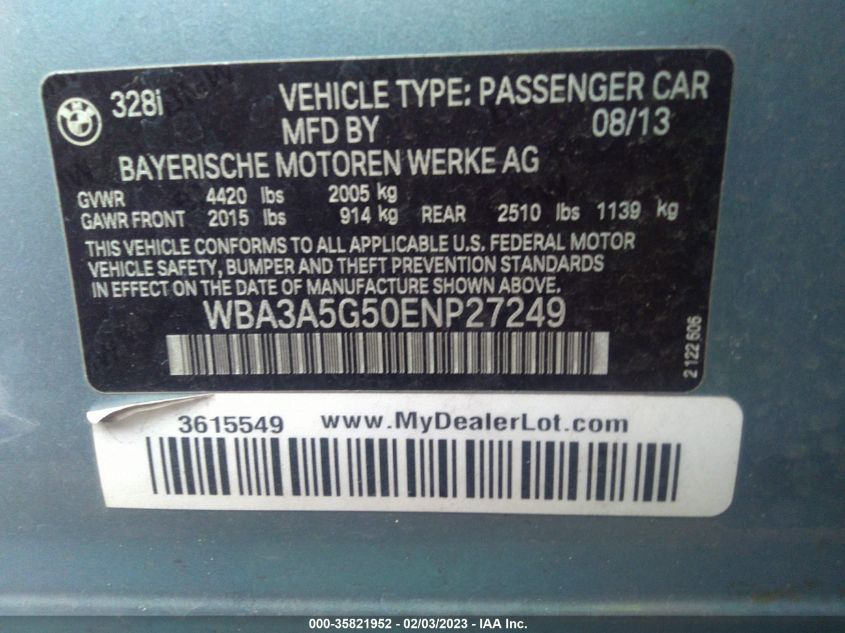 328i VEHICLE TYPE: PASSENGER CAR
MFD BY 08/13
BAYERISCHE MOTOREN WERKE AG
GVWR 4420 lbs 2005 kg
GAWR FRONT 2015 lbs 914 kg REAR 2510 lbs 1139 kg
THIS VEHICLE CONFORMS TO ALL APPLICABLE U.S. FEDERAL MOTOR
VEHICLE SAFETY, BUMPER AND THEFT PREVENTION STANDARDS
IN EFFECT ON DATE OF MANUFACTURE SHOWN ABOVE.
WBA3A5G50ENP27249
2 122 606
3615549 www.MyDealerLot.com
000-35821952 - 02/03/2023 - IAA Inc.